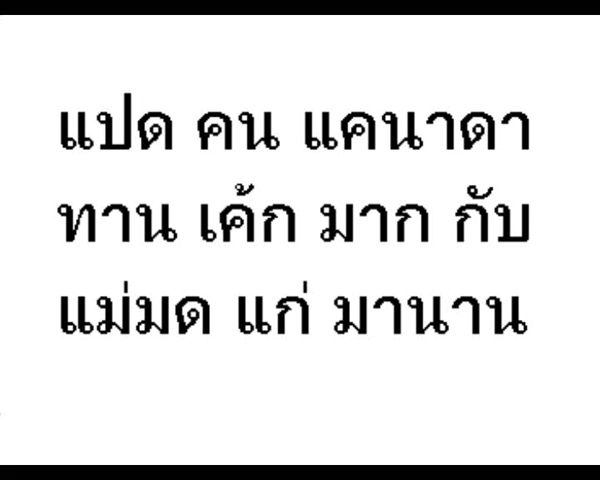 แปด คน แคนาดา
ทาน เค้ก มาก กับ
แม่มด แก่ มานาน